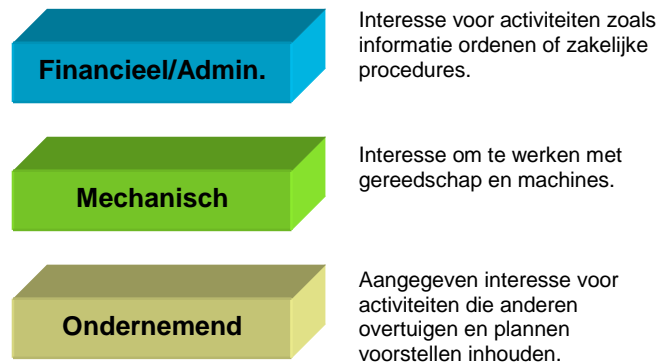 Financieel/Admin.
Interesse voor activiteiten zoals
informatie ordenen of zakelijke
procedures.
Mechanisch
Interesse om te werken met
gereedschap en machines.
Ondernemend
Aangegeven interesse voor
activiteiten die anderen
overtuigen en plannen
voorstellen inhouden.